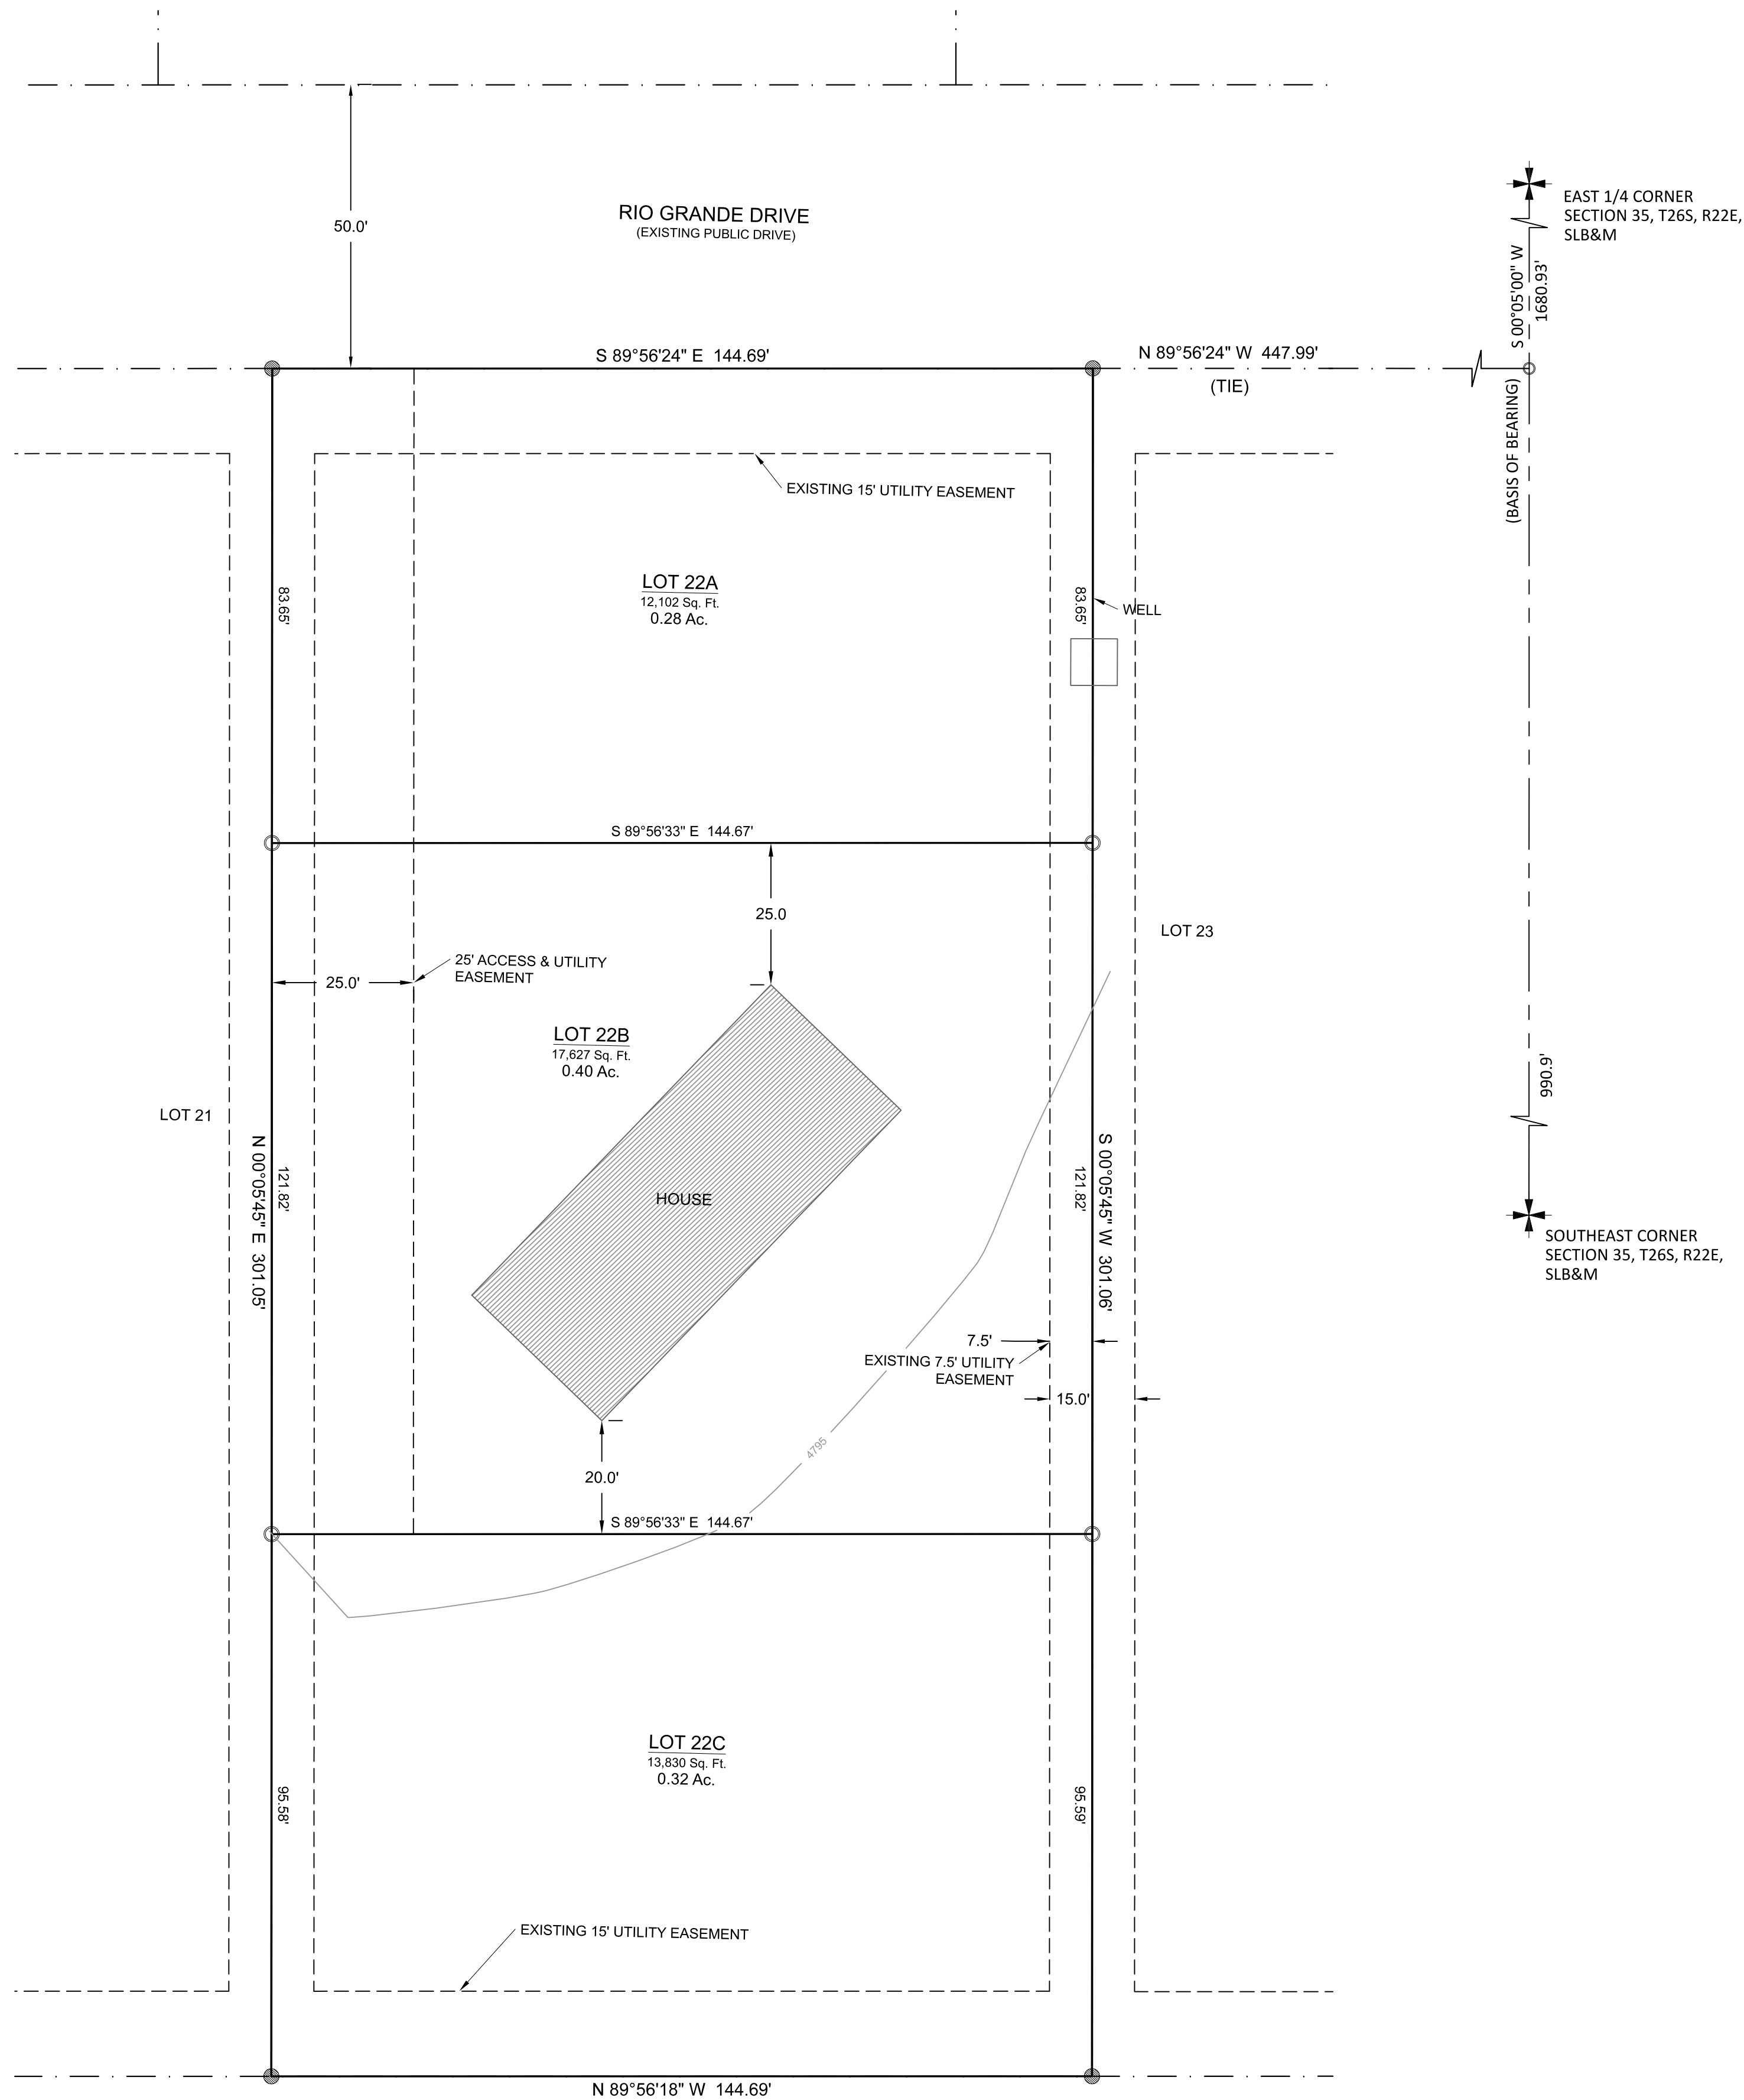 50.0'
RIO GRANDE DRIVE
(EXISTING PUBLIC DRIVE)
EAST 1/4 CORNER
SECTION 35, T26S, R22E,
SLB&M
S 00°05'00" W
1680.93'
S 89°56'24" E 144.69'
N 89°56'24" W 447.99'
(TIE)
(BASIS OF BEARING)
EXISTING 15' UTILITY EASEMENT
LOT 22A
12,102 Sq. Ft.
0.28 Ac.
83.65'
83.65'
WELL
S 89°56'33" E 144.67'
25.0
LOT 23
25' ACCESS & UTILITY
EASEMENT
25.0'
LOT 22B
17,627 Sq. Ft.
0.40 Ac.
990.9'
LOT 21
N 00°05'45" E 301.05'
121.82'
HOUSE
121.82'
S 00°05'45" W 301.06'
SOUTHEAST CORNER
SECTION 35, T26S, R22E,
SLB&M
7.5'
EXISTING 7.5' UTILITY
EASEMENT
15.0'
4795
20.0'
S 89°56'33" E 144.67'
LOT 22C
13,830 Sq. Ft.
0.32 Ac.
95.58'
95.59'
EXISTING 15' UTILITY EASEMENT
N 89°56'18" W 144.69'